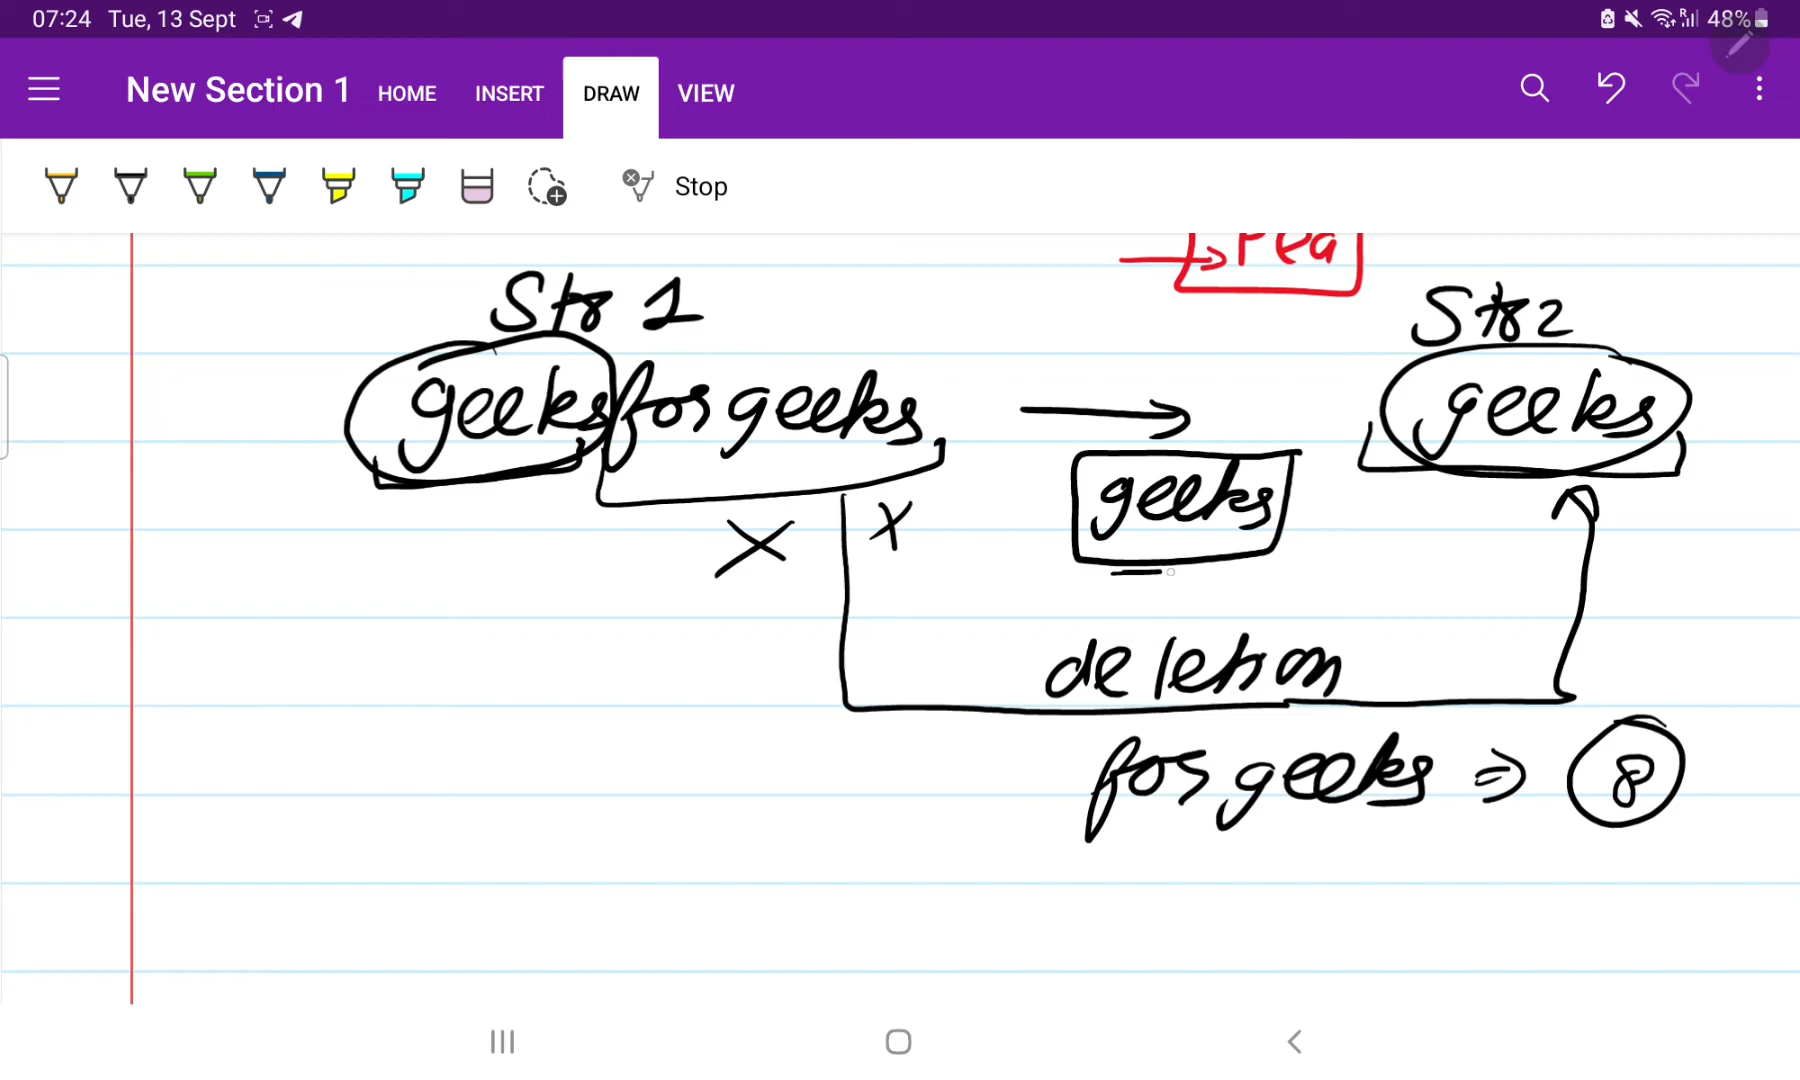 07:24 Tue, 13 Sept 48%
New Section 1 HOME INSERT DRAW VIEW
Stop
Str 1
Str2
geeksforgeeks
geeks
geeks
X X
deletion
forgeeks ⇒ 8